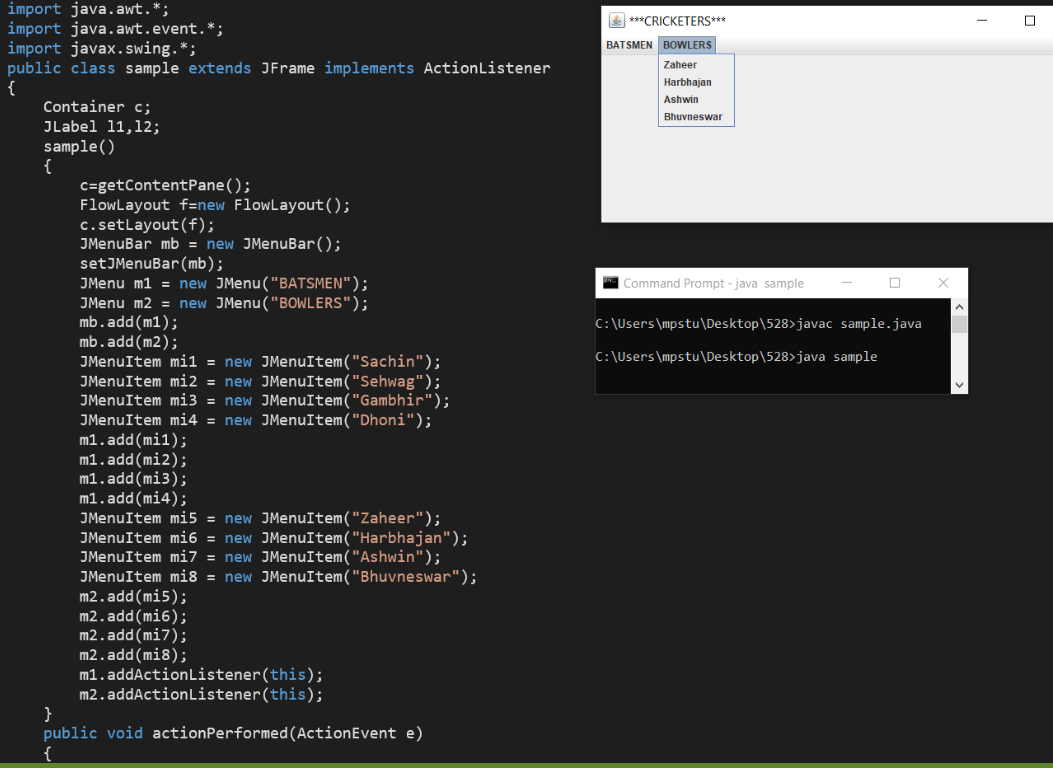 import java.awt.*;
import java.awt.event.*;
import javax.swing.*;
public class sample extends JFrame implements ActionListener
{
    Container c;
    JLabel l1,l2;
    sample()
    {
        c=getContentPane();
        FlowLayout f=new FlowLayout();
        c.setLayout(f);
        JMenuBar mb = new JMenuBar();
        setJMenuBar(mb);
        JMenu m1 = new JMenu("BATSMEN");
        JMenu m2 = new JMenu("BOWLERS");
        mb.add(m1);
        mb.add(m2);
        JMenuItem mi1 = new JMenuItem("Sachin");
        JMenuItem mi2 = new JMenuItem("Sehwag");
        JMenuItem mi3 = new JMenuItem("Gambhir");
        JMenuItem mi4 = new JMenuItem("Dhoni");
        m1.add(mi1);
        m1.add(mi2);
        m1.add(mi3);
        m1.add(mi4);
        JMenuItem mi5 = new JMenuItem("Zaheer");
        JMenuItem mi6 = new JMenuItem("Harbhajan");
        JMenuItem mi7 = new JMenuItem("Ashwin");
        JMenuItem mi8 = new JMenuItem("Bhuvneswar");
        m2.add(mi5);
        m2.add(mi6);
        m2.add(mi7);
        m2.add(mi8);
        m1.addActionListener(this);
        m2.addActionListener(this);
    }
    public void actionPerformed(ActionEvent e)
    {
***CRICKETERS***
BATSMEN BOWLERS
Zaheer
Harbhajan
Ashwin
Bhuvneswar
Command Prompt - java  sample
C:\Users\mpstu\Desktop\528>javac sample.java
C:\Users\mpstu\Desktop\528>java sample